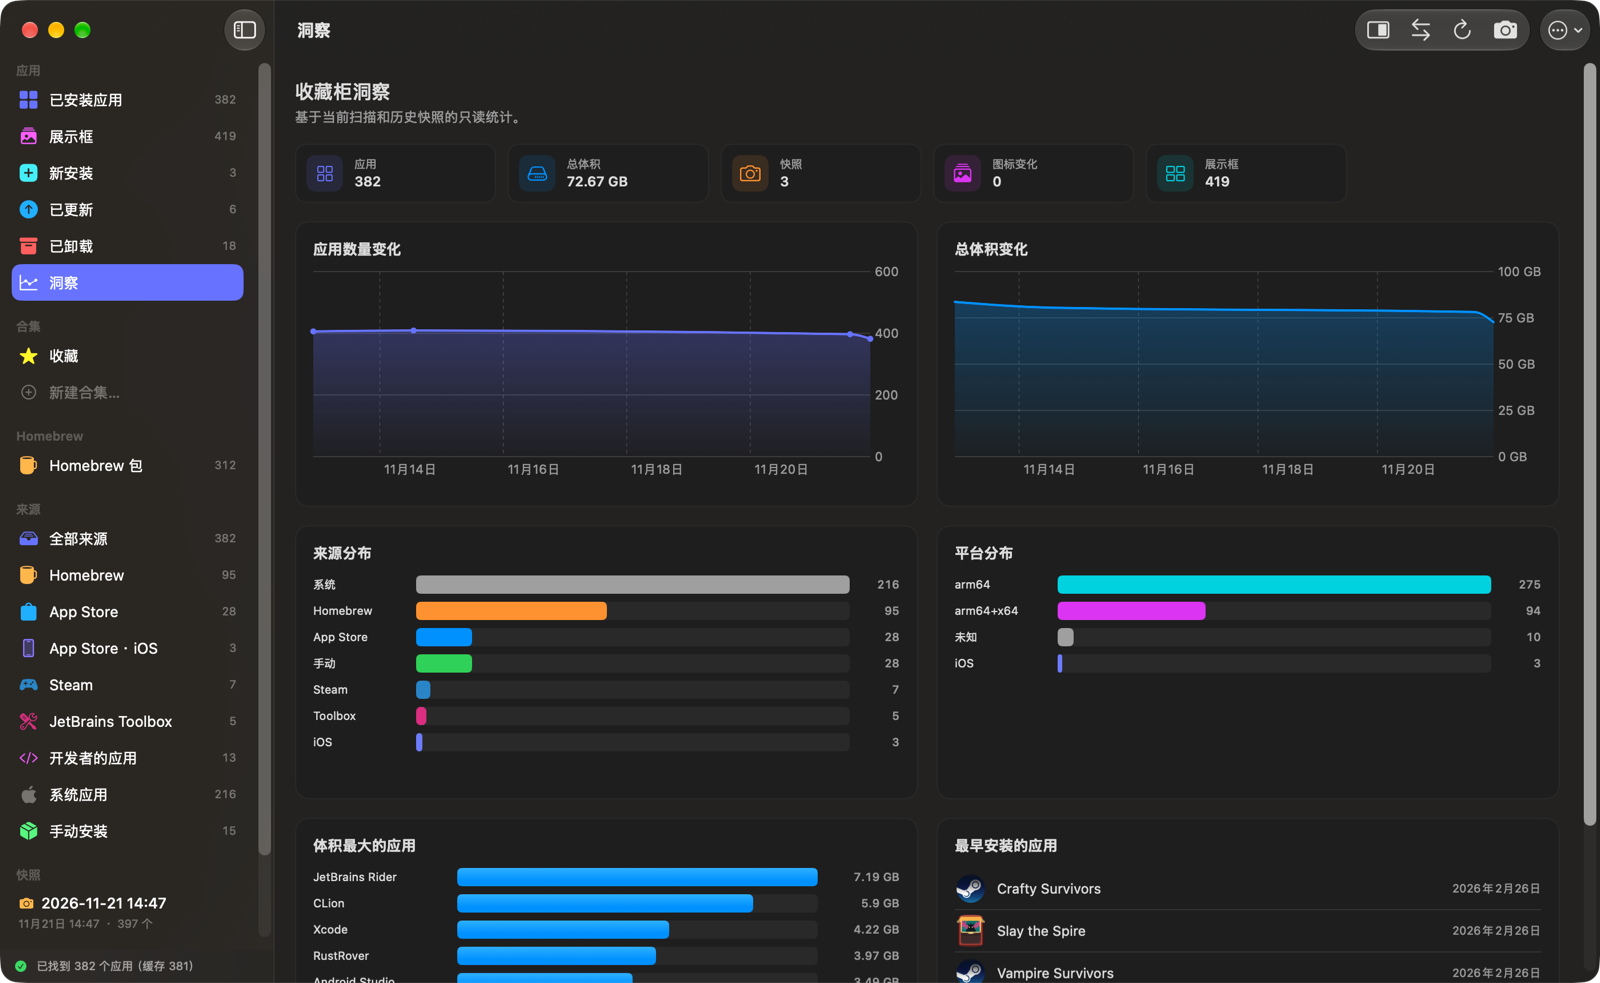 洞察
应用
已安装应用 382
展示框 419
新安装 3
已更新 6
已卸载 18
洞察
合集
收藏
新建合集...
Homebrew
Homebrew 包 312
来源
全部来源 382
Homebrew 95
App Store 28
App Store · iOS 3
Steam 7
JetBrains Toolbox 5
开发者的应用 13
系统应用 216
手动安装 15
快照
2026-11-21 14:47
11月21日 14:47 · 397 个
已找到 382 个应用 (缓存 381)
收藏柜洞察
基于当前扫描和历史快照的只读统计。
应用
382
总体积
72.67 GB
快照
3
图标变化
0
展示框
419
应用数量变化
600
400
200
0
11月14日 11月16日 11月18日 11月20日
总体积变化
100 GB
75 GB
50 GB
25 GB
0 GB
11月14日 11月16日 11月18日 11月20日
来源分布
系统 216
Homebrew 95
App Store 28
手动 28
Steam 7
Toolbox 5
iOS 3
平台分布
arm64 275
arm64+x64 94
未知 10
iOS 3
体积最大的应用
JetBrains Rider 7.19 GB
CLion 5.9 GB
Xcode 4.22 GB
RustRover 3.97 GB
Android Studio 3.49 GB
最早安装的应用
Crafty Survivors 2026年2月26日
Slay the Spire 2026年2月26日
Vampire Survivors 2026年2月26日